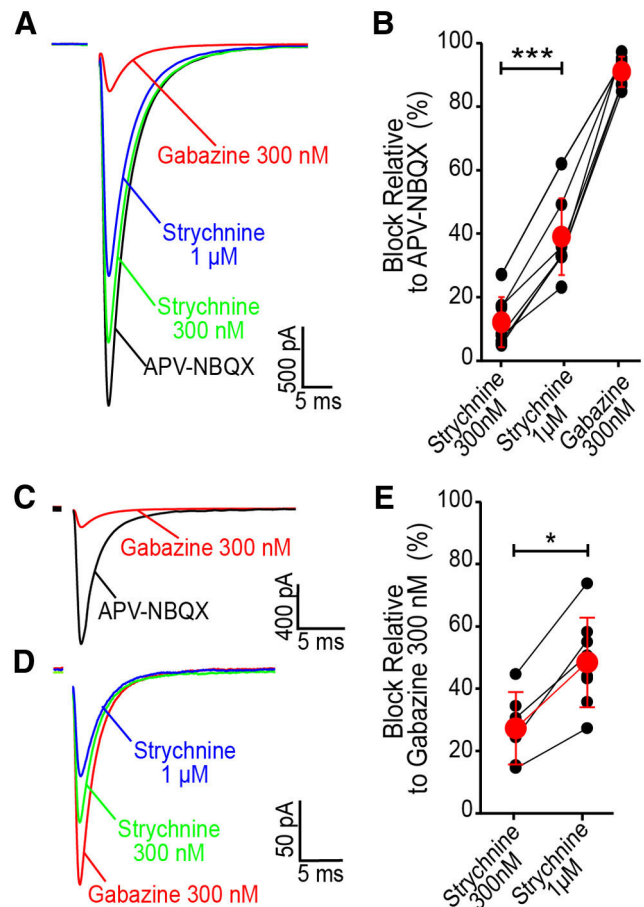 A
Gabazine 300 nM
Strychnine
1 µM
Strychnine
300 nM
APV-NBQX
500 pA
5 ms
B
***
Block Relative
to APV-NBQX (%)
100
80
60
40
20
0
Strychnine
300nM
Strychnine
1µM
Gabazine
300nM
C
Gabazine 300 nM
APV-NBQX
400 pA
5 ms
D
Strychnine
1 µM
Strychnine
300 nM
Gabazine 300 nM
50 pA
5 ms
E
*
Block Relative
to Gabazine 300 nM (%)
100
80
60
40
20
0
Strychnine
300nM
Strychnine
1µM